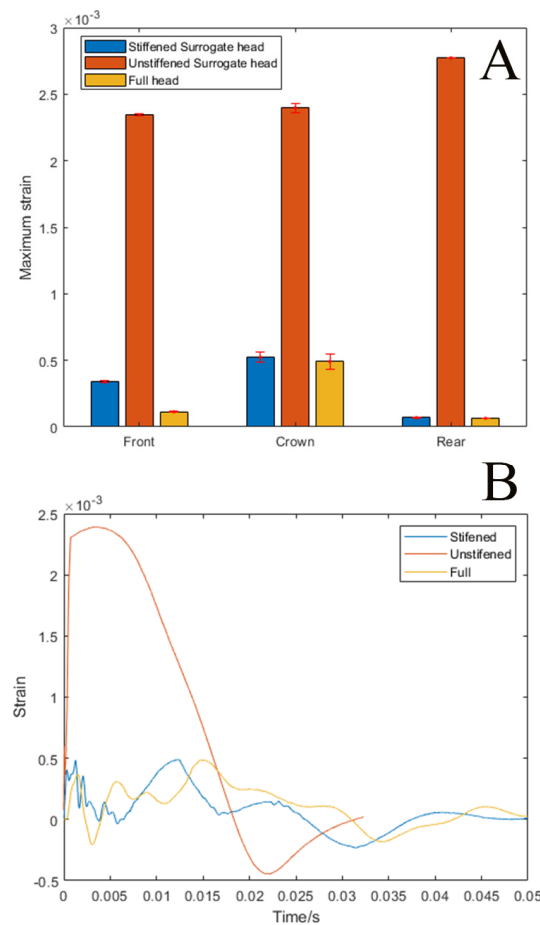 ×10⁻³
A
Stiffened Surrogate head
Unstiffened Surrogate head
Full head
3
2.5
2
1.5
1
0.5
0
Maximum strain
Front Crown Rear
B
×10⁻³
Stifened
Unstifened
Full
2.5
2
1.5
1
0.5
0
-0.5
Strain
0 0.005 0.01 0.015 0.02 0.025 0.03 0.035 0.04 0.045 0.05
Time/s